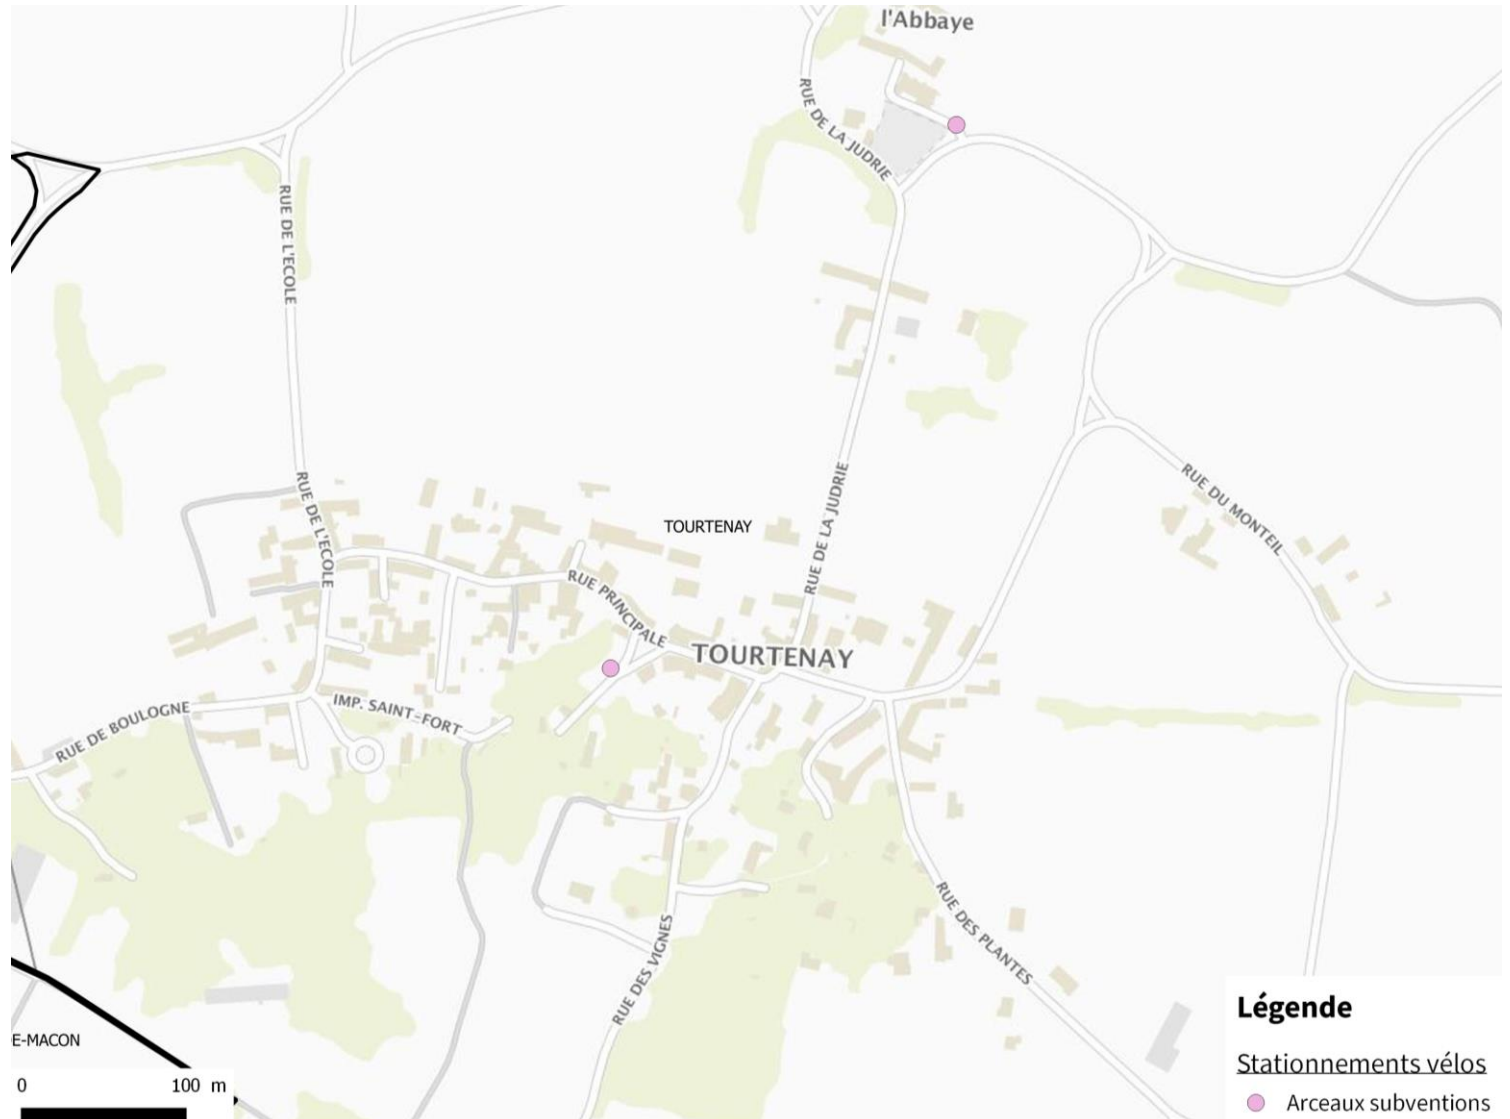 l'Abbaye
RUE DE LA JUDRIE
RUE DE L'ECOLE
RUE DE L'ECOLE
RUE DE LA JUDRIE
RUE DU MONTEIL
TOURTENAY
RUE PRINCIPALE
TOURTENAY
IMP. SAINT-FORT
RUE DE BOULOGNE
RUE DES VIGNES
RUE DES PLANTES
E-MACON
0 100 m
Légende
Stationnements vélos
Arceaux subventions